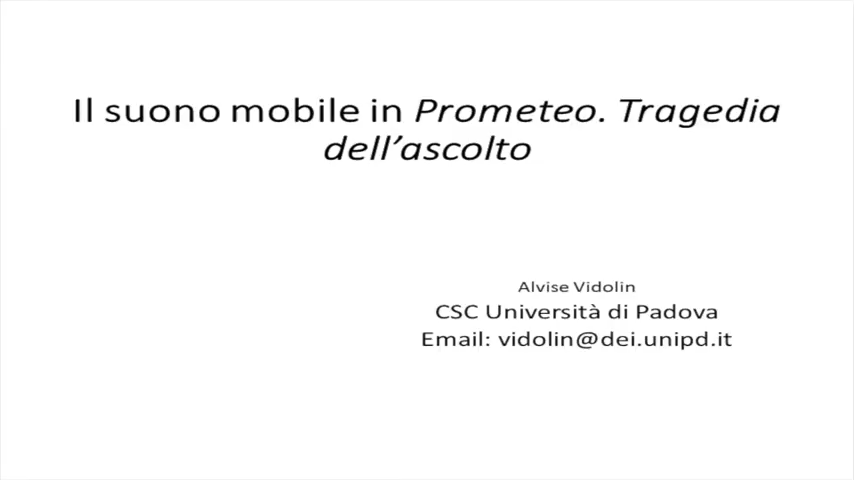 Il suono mobile in Prometeo. Tragedia
dell’ascolto
Alvise Vidolin
CSC Università di Padova
Email: vidolin@dei.unipd.it